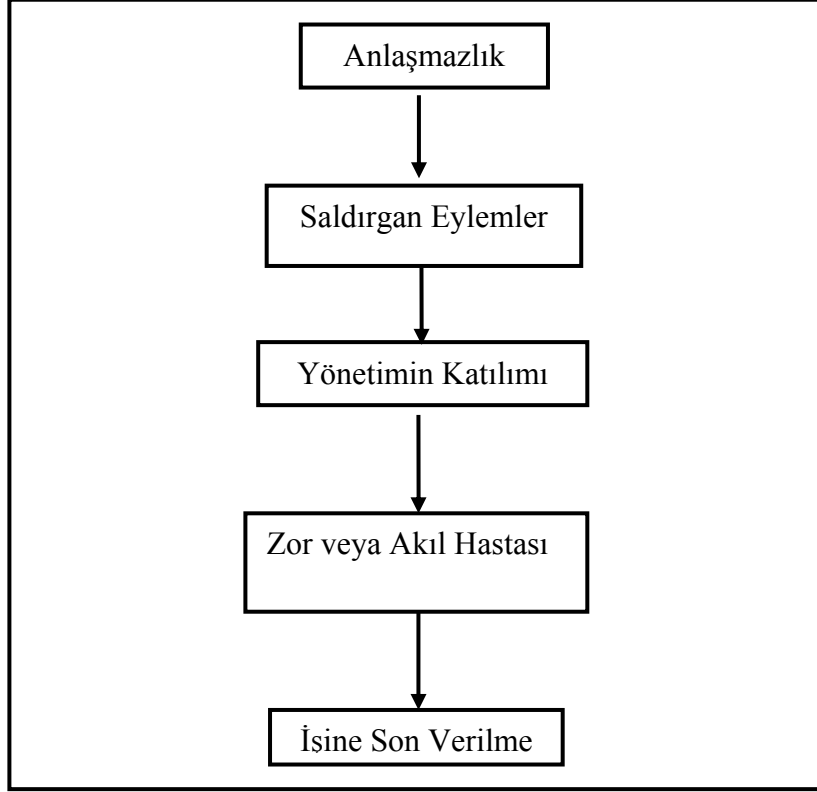 Anlaşmazlık
Saldırgan Eylemler
Yönetimin Katılımı
Zor veya Akıl Hastası
İşine Son Verilme